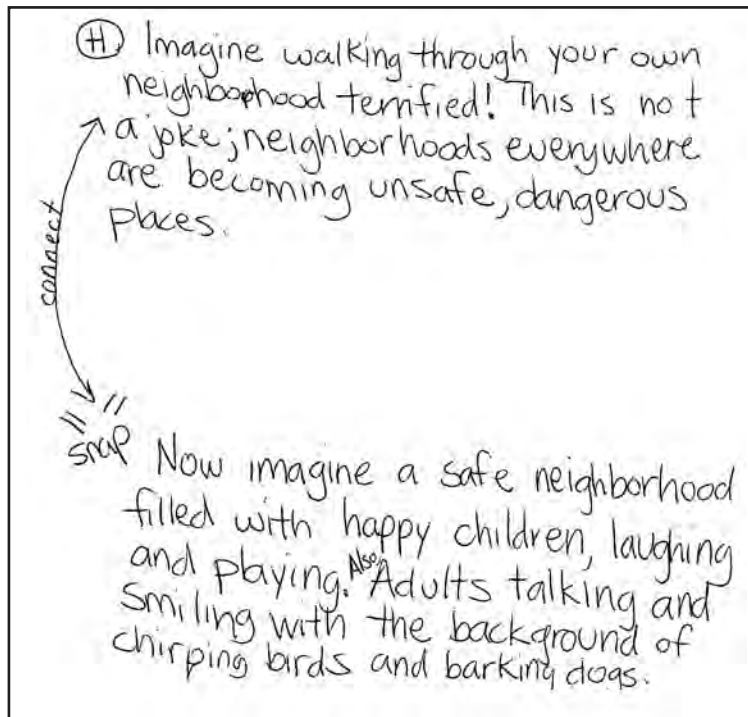 H Imagine walking through your own
neighborhood terrified! This is not
a joke; neighborhoods everywhere
are becoming unsafe, dangerous
places.
connect
snap Now imagine a safe neighborhood
filled with happy children, laughing
and playing. Also, Adults talking and
smiling with the background of
chirping birds and barking dogs.